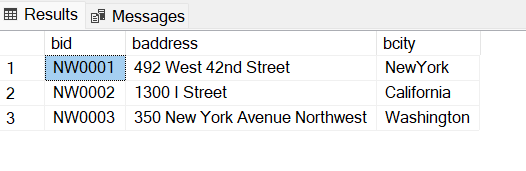 Results Messages
bid baddress bcity
1 NW0001 492 West 42nd Street NewYork
2 NW0002 1300 I Street California
3 NW0003 350 New York Avenue Northwest Washington